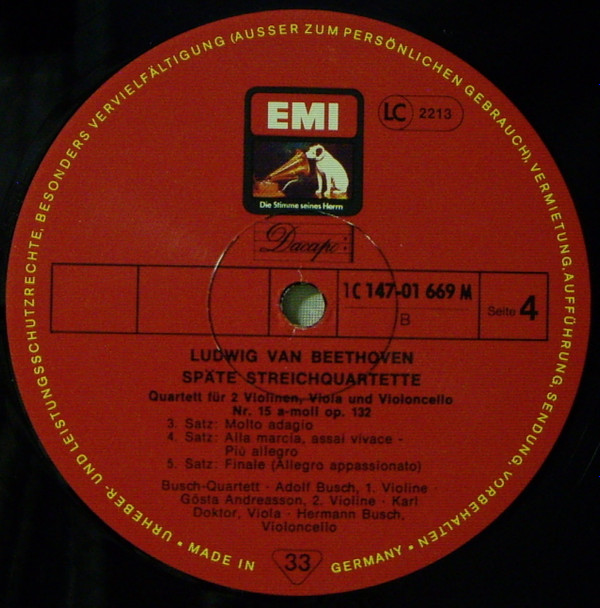 URHEBER- UND LEISTUNGSSCHUTZRECHTE, BESONDERS VERVIELFÄLTIGUNG (AUSSER ZUM PERSÖNLICHEN GEBRAUCH), VERMIETUNG, AUFFÜHRUNG, SENDUNG, VORBEHALTEN •
EMI
LC 2213
Die Stimme seines Herrn
Dacapo
1C 147-01 669 M
B
Seite 4
LUDWIG VAN BEETHOVEN
SPÄTE STREICHQUARTETTE
Quartett für 2 Violinen, Viola und Violoncello
Nr. 15 a-moll op. 132
3. Satz: Molto adagio
4. Satz: Alla marcia, assai vivace -
Più allegro
5. Satz: Finale (Allegro appassionato)
Busch-Quartett · Adolf Busch, 1. Violine ·
Gösta Andreasson, 2. Violine · Karl
Doktor, Viola · Hermann Busch,
Violoncello
• MADE IN GERMANY •
33